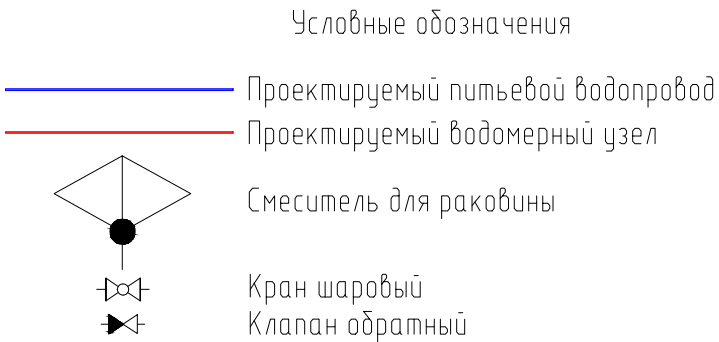 Условные обозначения
Проектируемый питьевой водопровод
Проектируемый водомерный узел
Смеситель для раковины
Кран шаровый
Клапан обратный